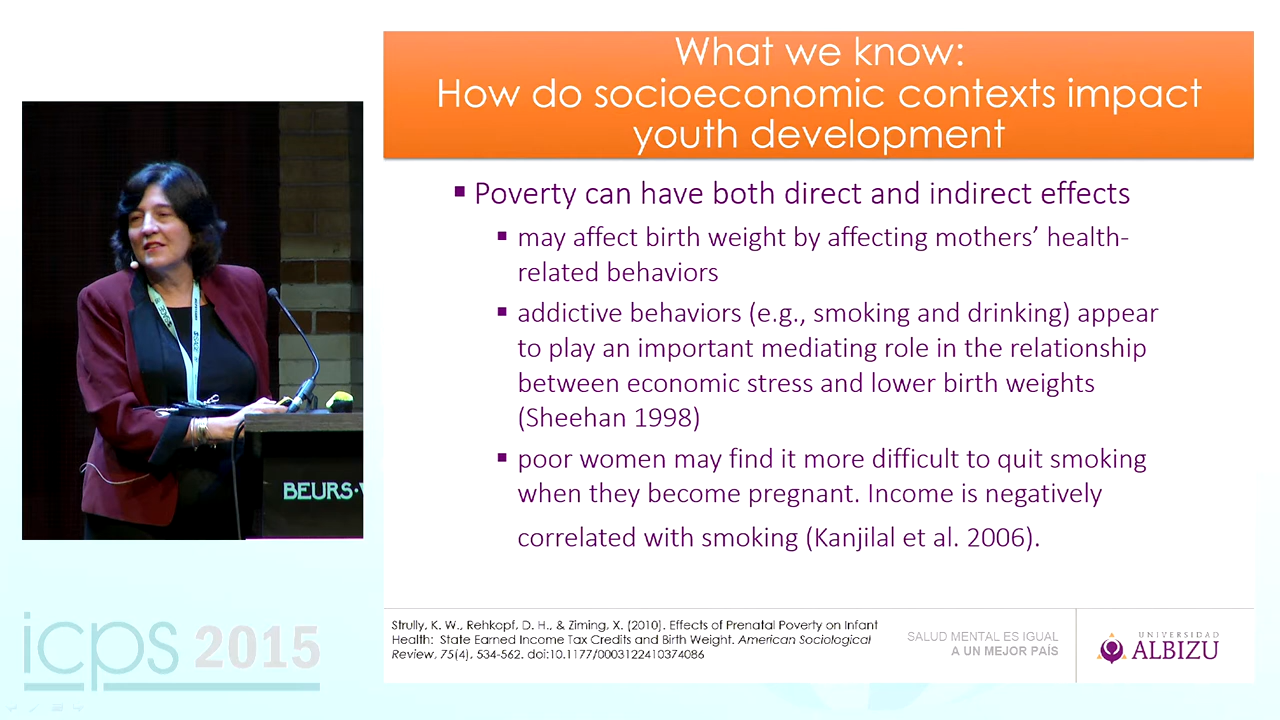 What we know:
How do socioeconomic contexts impact
youth development
▪ Poverty can have both direct and indirect effects
▪ may affect birth weight by affecting mothers’ health-
related behaviors
▪ addictive behaviors (e.g., smoking and drinking) appear
to play an important mediating role in the relationship
between economic stress and lower birth weights
(Sheehan 1998)
▪ poor women may find it more difficult to quit smoking
when they become pregnant. Income is negatively
correlated with smoking (Kanjilal et al. 2006).
BEURS
icps 2015
Strully, K. W., Rehkopf, D. H., & Ziming, X. (2010). Effects of Prenatal Poverty on Infant
Health: State Earned Income Tax Credits and Birth Weight. American Sociological
Review, 75(4), 534-562. doi:10.1177/0003122410374086
SALUD MENTAL ES IGUAL
A UN MEJOR PAÍS
UNIVERSIDAD
ALBIZU